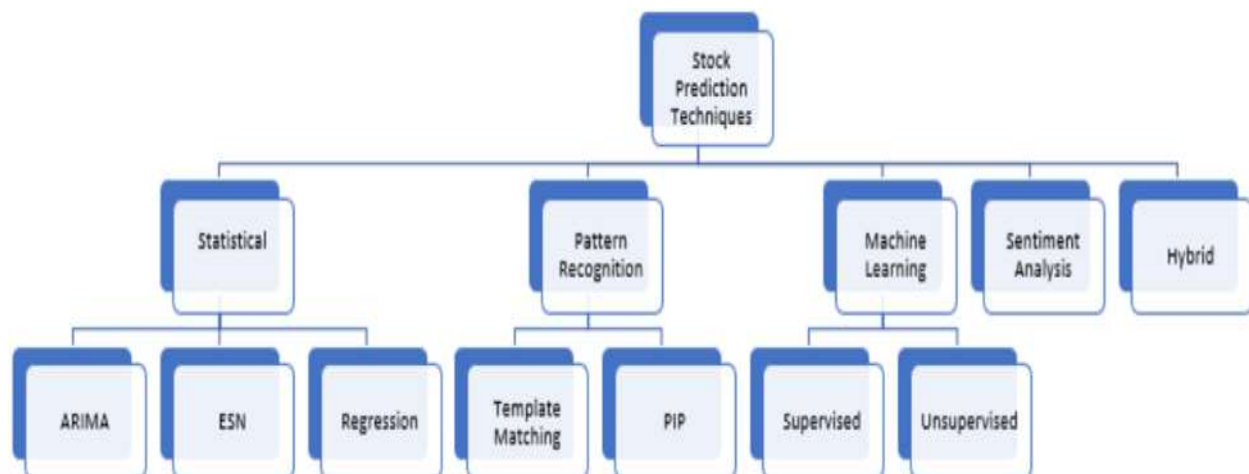 Stock
Prediction
Techniques
Statistical
Pattern
Recognition
Machine
Learning
Sentiment
Analysis
Hybrid
ARIMA
ESN
Regression
Template
Matching
PIP
Supervised
Unsupervised